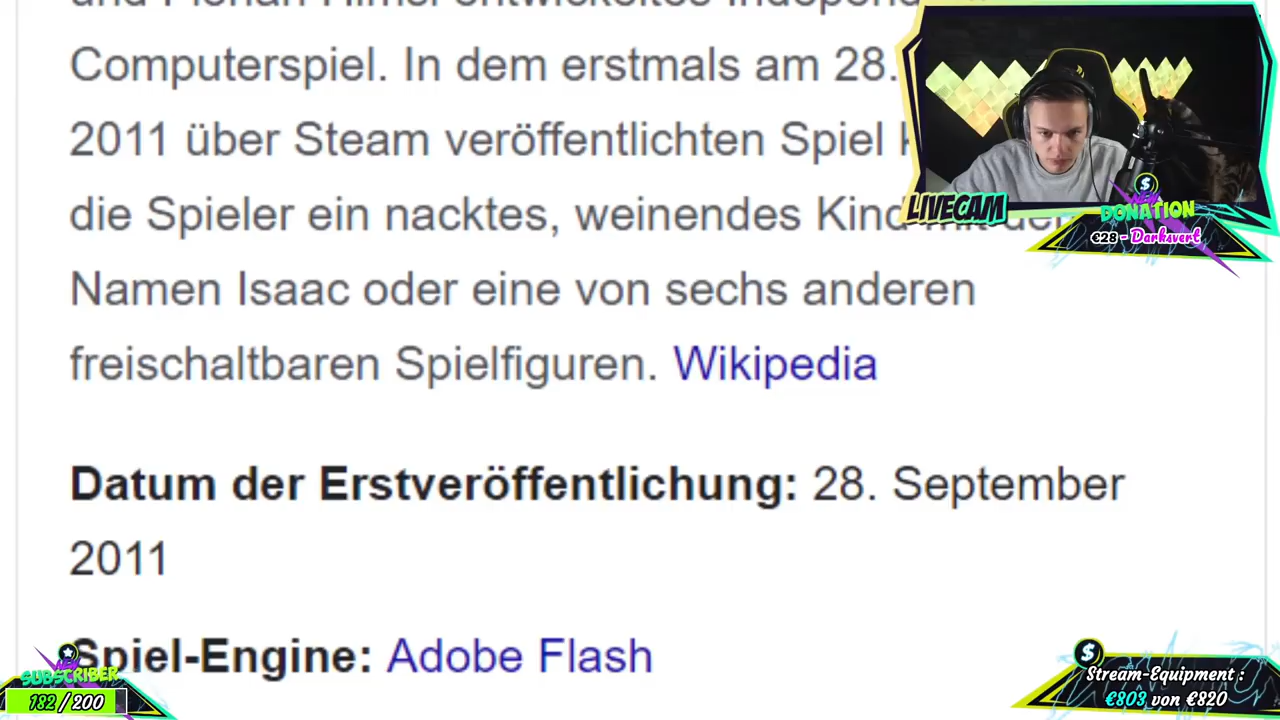 Computerspiel. In dem erstmals am 28.
2011 über Steam veröffentlichten Spiel
die Spieler ein nacktes, weinendes Kind
Namen Isaac oder eine von sechs anderen
freischaltbaren Spielfiguren. Wikipedia
Datum der Erstveröffentlichung: 28. September
2011
Spiel-Engine: Adobe Flash
LIVECAM
NEW
DONATION
€28 - Darksvert
NEW
SUBSCRIBER
182 / 200
Stream-Equipment :
€803 von €820